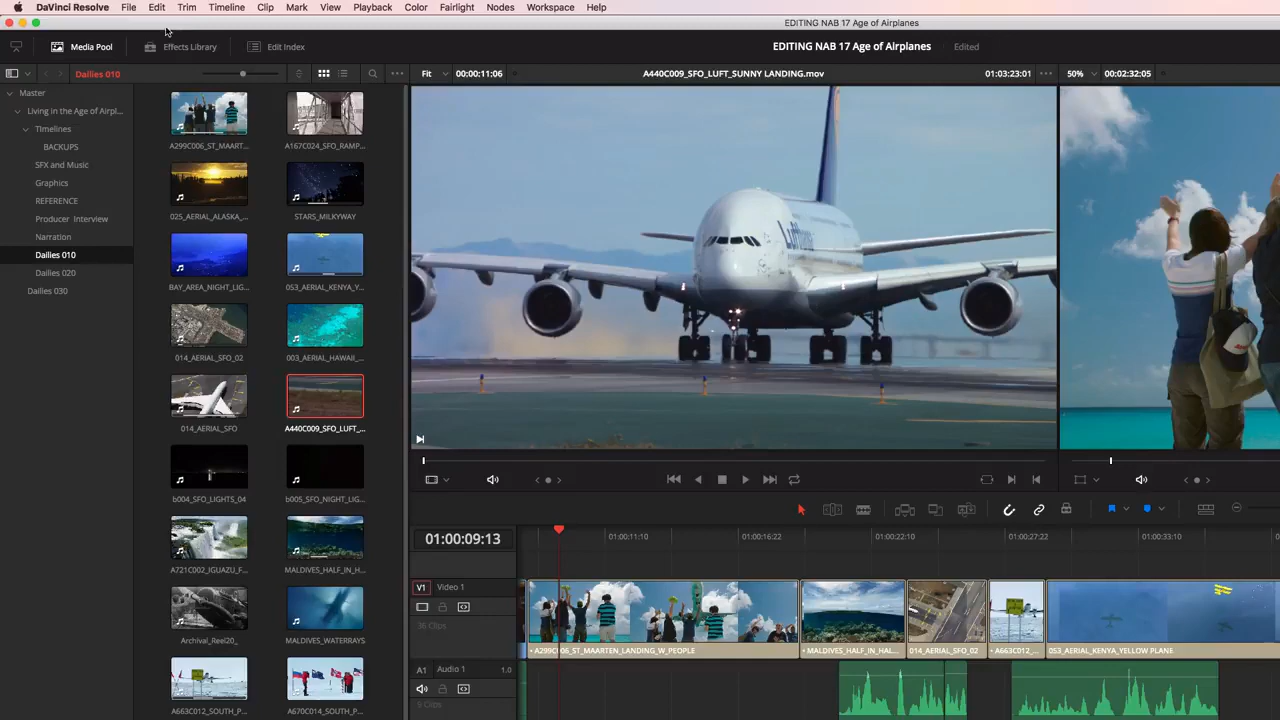 DaVinci Resolve File Edit Trim Timeline Clip Mark View Playback Color Fairlight Nodes Workspace Help
EDITING NAB 17 Age of Airplanes
Media Pool Effects Library Edit Index EDITING NAB 17 Age of Airplanes Edited
Dailies 010 Fit 00:00:11:06 A440C009_SFO_LUFT_SUNNY LANDING.mov 01:03:23:01 50% 00:02:32:05
Master
Living in the Age of Airpl...
Timelines
BACKUPS
SFX and Music
Graphics
REFERENCE
Producer Interview
Narration
Dailies 010
Dailies 020
Dailies 030
A299C006_ST_MAART... A167C024_SFO_RAMP...
025_AERIAL_ALASKA_... STARS_MILKYWAY
BAY_AREA_NIGHT_LIG... 053_AERIAL_KENYA_Y...
014_AERIAL_SFO_02 003_AERIAL_HAWAII_...
014_AERIAL_SFO A440C009_SFO_LUFT_...
b004_SFO_LIGHTS_04 b005_SFO_NIGHT_LIG...
A721C002_IGUAZU_F... MALDIVES_HALF_IN_H...
Archival_Reel20_ MALDIVES_WATERRAYS
A663C012_SOUTH_P... A670C014_SOUTH_P...
Lufthansa
01:00:09:13 01:00:11:10 01:00:16:22 01:00:22:10 01:00:27:22 01:00:33:10
V1 Video 1
36 Clips
A299C006_ST_MAARTEN_LANDING_W_PEOPLE MALDIVES_HALF_IN_HAL... 014_AERIAL_SFO_02 A663C012_... 053_AERIAL_KENYA_YELLOW PLANE
A1 Audio 1 1.0
5 Clips